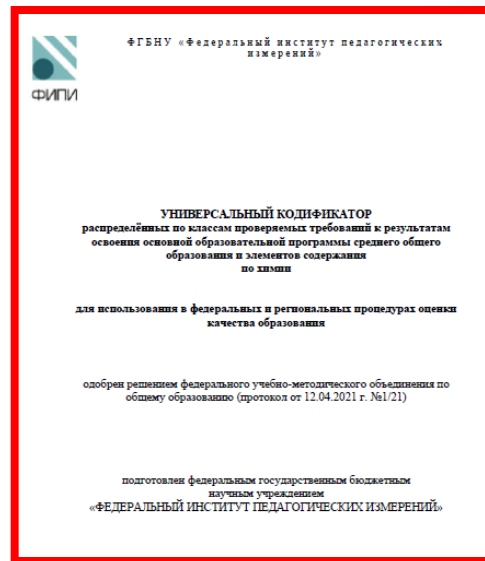 ФГБНУ «Федеральный институт педагогических
измерений»
ФИПИ
УНИВЕРСАЛЬНЫЙ КОДИФИКАТОР
распределённых по классам проверяемых требований к результатам
освоения основной образовательной программы среднего общего
образования и элементов содержания
по химии
для использования в федеральных и региональных процедурах оценки
качества образования
одобрен решением федерального учебно-методического объединения по
общему образованию (протокол от 12.04.2021 г. №1/21)
подготовлен федеральным государственным бюджетным
научным учреждением
«ФЕДЕРАЛЬНЫЙ ИНСТИТУТ ПЕДАГОГИЧЕСКИХ ИЗМЕРЕНИЙ»